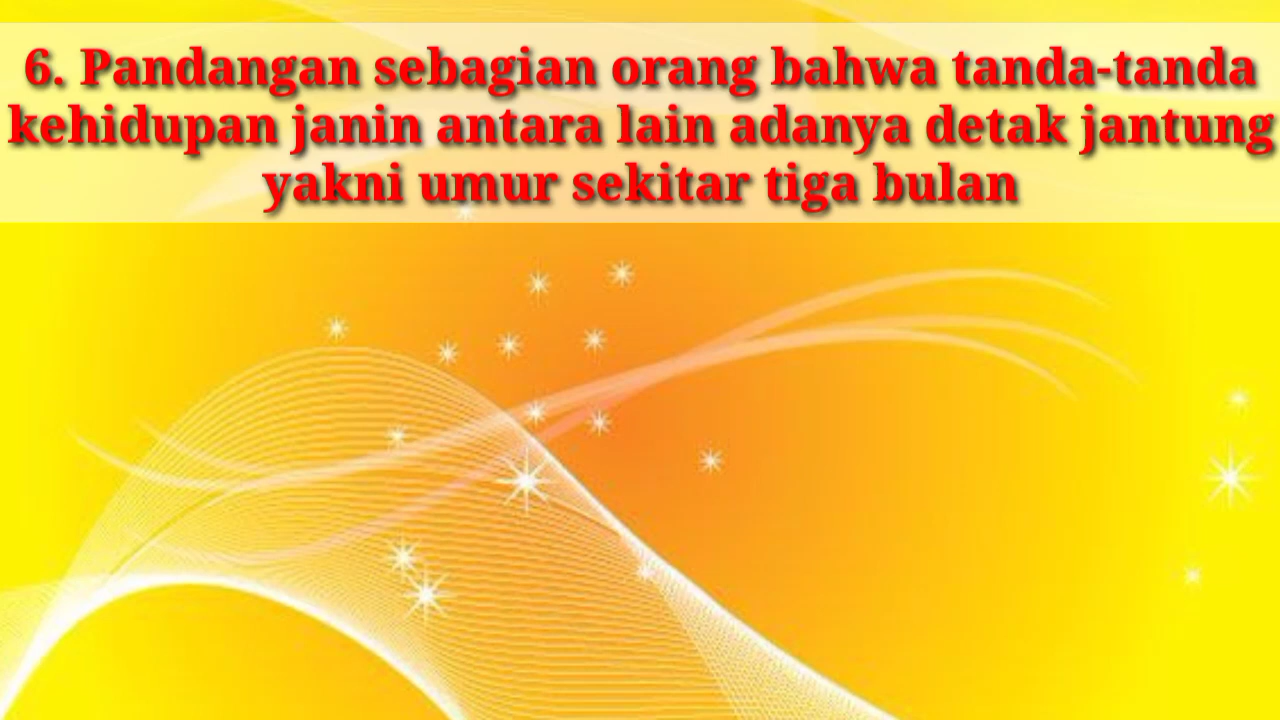 6. Pandangan sebagian orang bahwa tanda-tanda
kehidupan janin antara lain adanya detak jantung
yakni umur sekitar tiga bulan